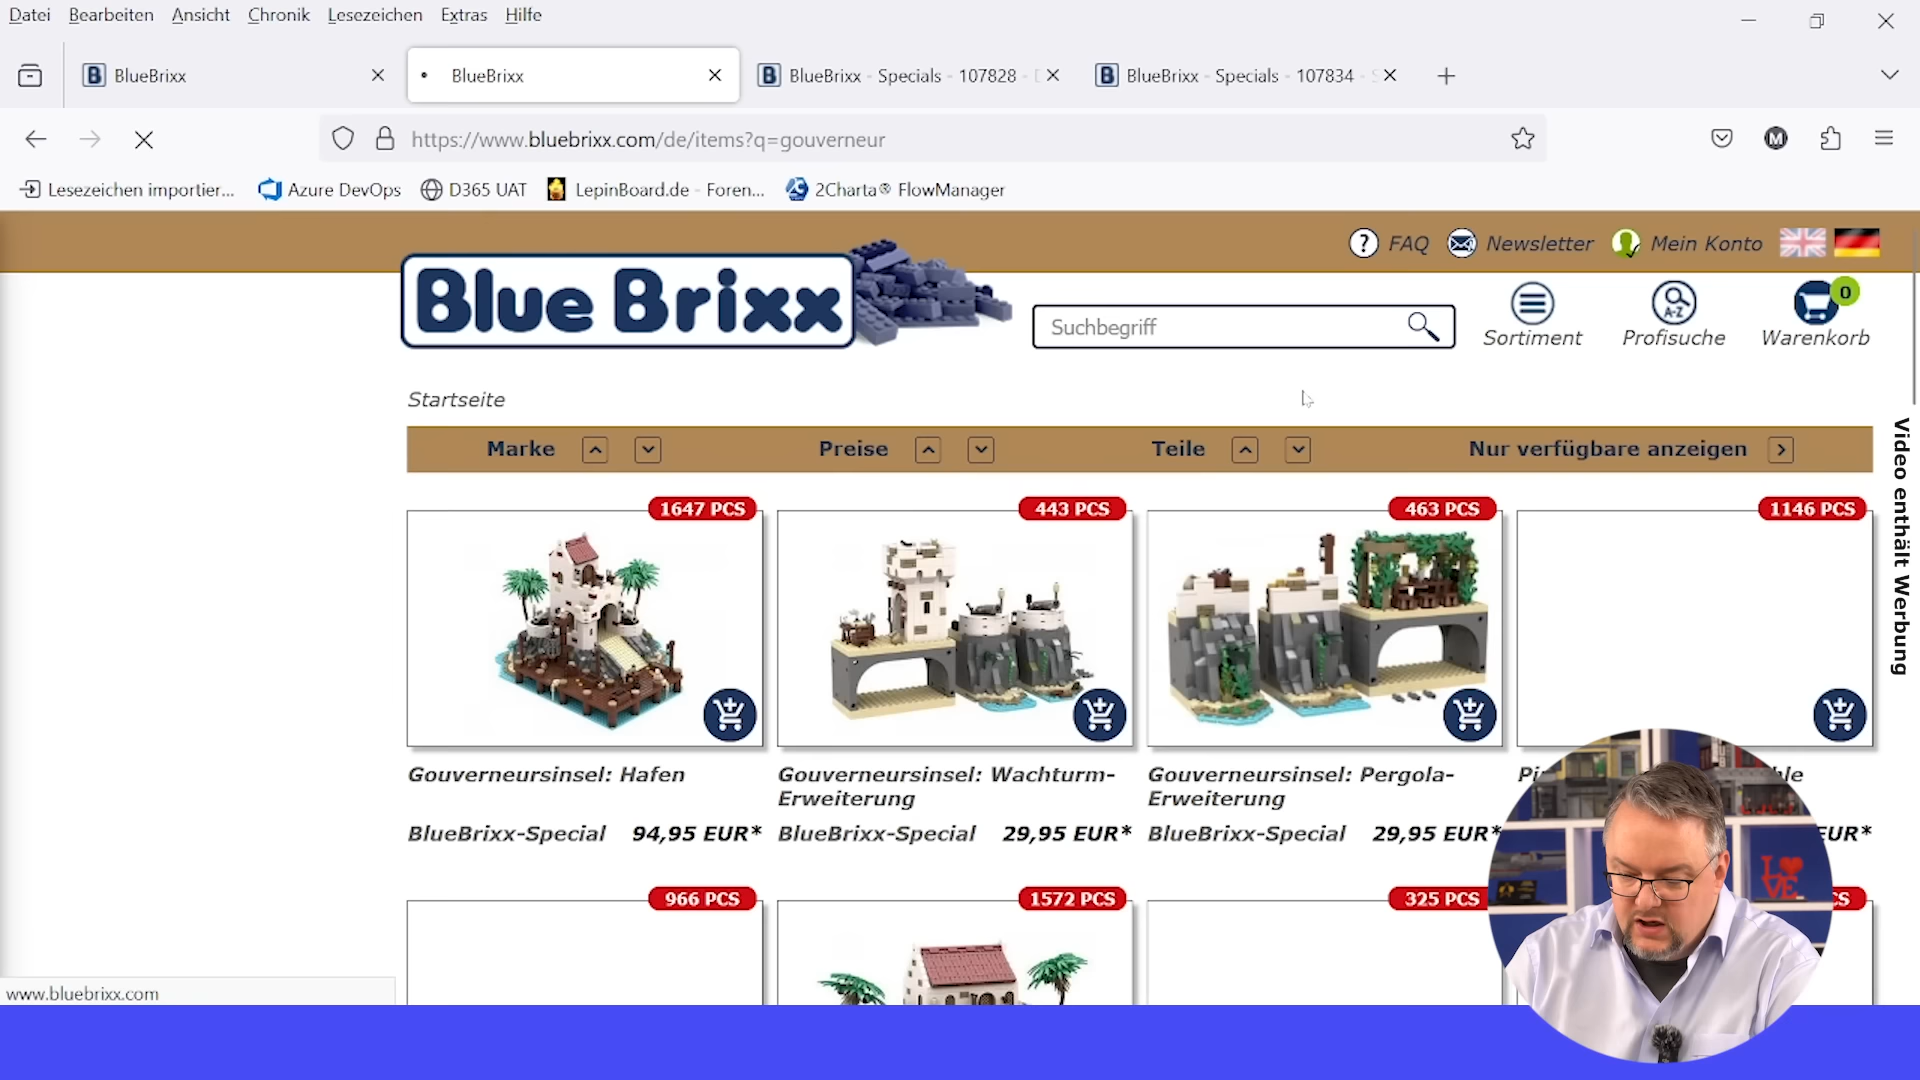 Datei Bearbeiten Ansicht Chronik Lesezeichen Extras Hilfe
BlueBrixx
BlueBrixx
BlueBrixx - Specials - 107828 -
BlueBrixx - Specials - 107834 -
https://www.bluebrixx.com/de/items?q=gouverneur
Lesezeichen importier...
Azure DevOps
D365 UAT
LepinBoard.de - Foren...
2Charta® FlowManager
? FAQ
Newsletter
Mein Konto
Blue Brixx
Suchbegriff
A-Z
0
Sortiment
Profisuche
Warenkorb
Startseite
Marke
Preise
Teile
Nur verfügbare anzeigen
Video enthält Werbung
1647 PCS
443 PCS
463 PCS
1146 PCS
Gouverneursinsel: Hafen
BlueBrixx-Special 94,95 EUR*
Gouverneursinsel: Wachturm-
Erweiterung
BlueBrixx-Special 29,95 EUR*
Gouverneursinsel: Pergola-
Erweiterung
BlueBrixx-Special 29,95 EUR*
EUR*
966 PCS
1572 PCS
325 PCS
LOVE
www.bluebrixx.com